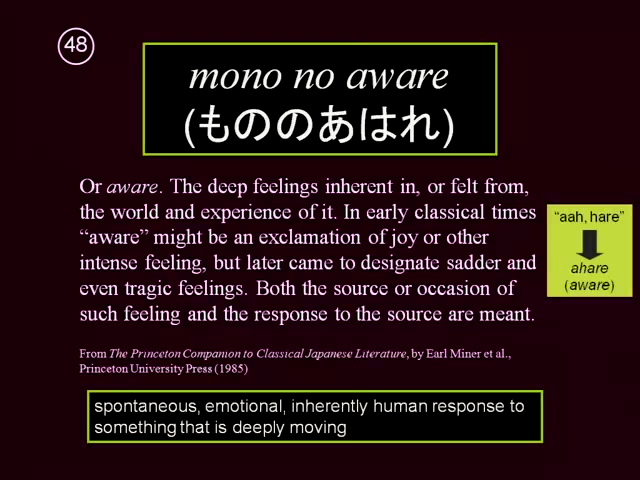 48
mono no aware
(もののあはれ)
Or aware. The deep feelings inherent in, or felt from,
the world and experience of it. In early classical times
“aware” might be an exclamation of joy or other
intense feeling, but later came to designate sadder and
even tragic feelings. Both the source or occasion of
such feeling and the response to the source are meant.
“aah, hare”
ahare
(aware)
From The Princeton Companion to Classical Japanese Literature, by Earl Miner et al.,
Princeton University Press (1985)
spontaneous, emotional, inherently human response to
something that is deeply moving